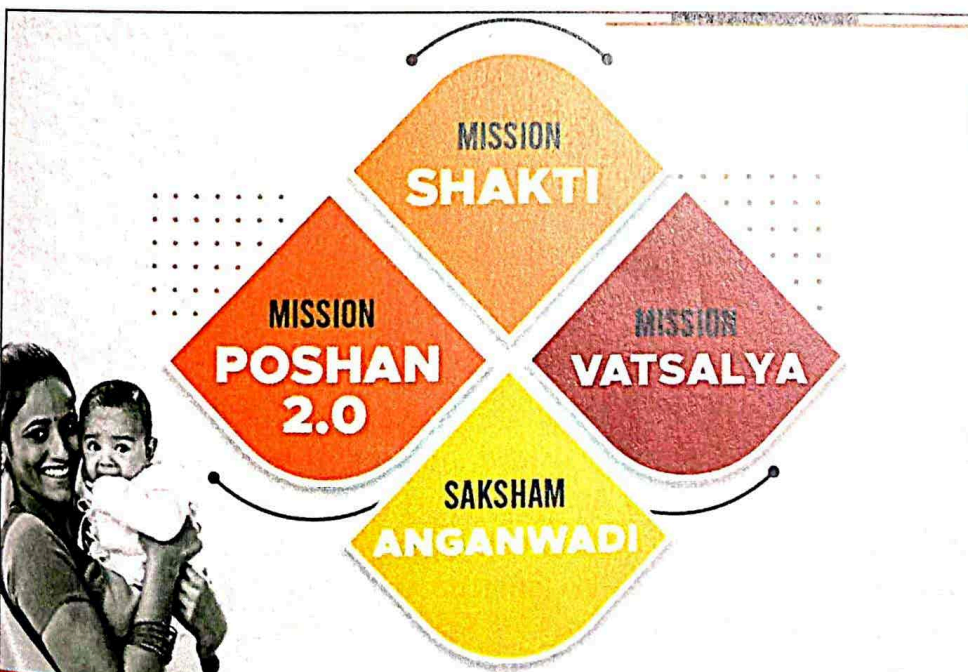 MISSION
SHAKTI
MISSION
POSHAN
2.0
MISSION
VATSALYA
SAKSHAM
ANGANWADI